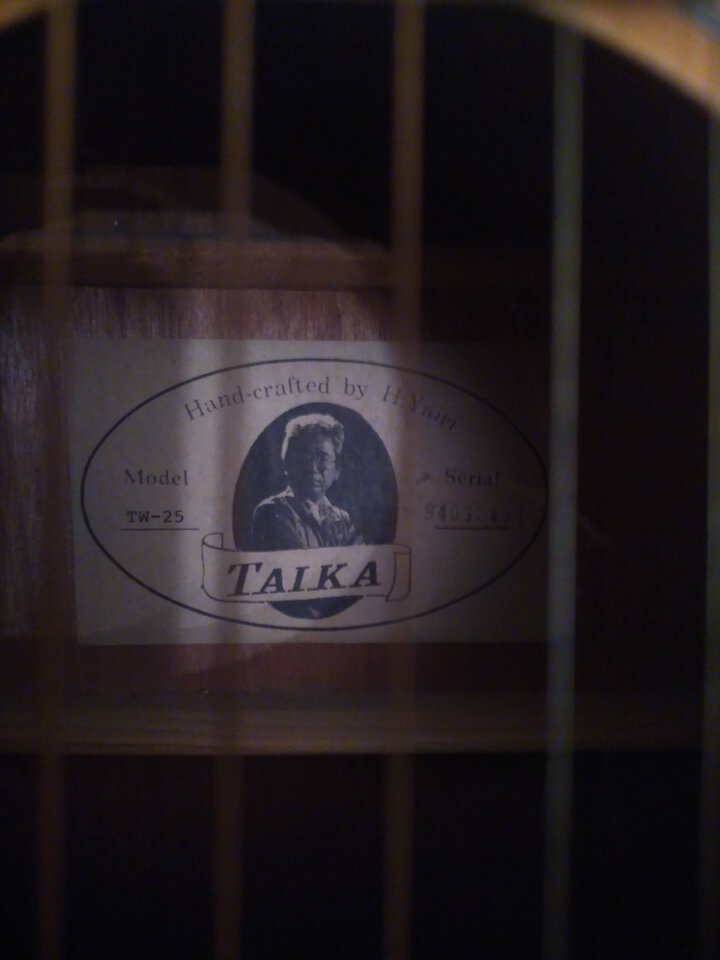 Hand-crafted by H.Yairi
Model
Serial
TW-25
TAIKA